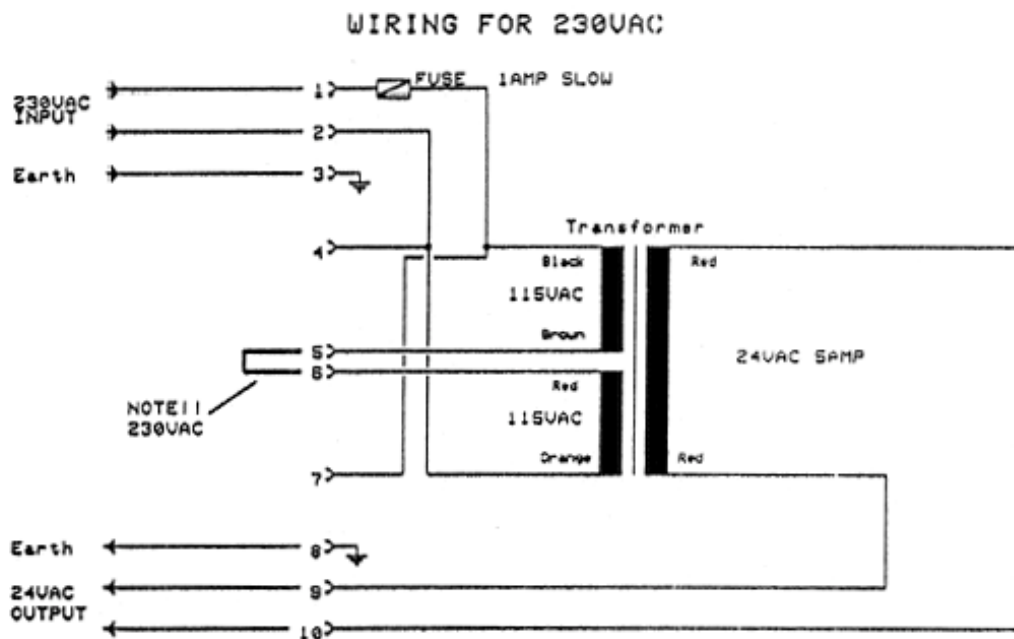 WIRING FOR 230VAC
1 FUSE 1AMP SLOW
230VAC
INPUT
2
Earth 3
Transformer
4
Black Red
115VAC
Brown
5
24VAC 5AMP
6
Red
NOTE!!
230VAC
115VAC
Orange Red
7
Earth 8
24VAC 9
OUTPUT
10